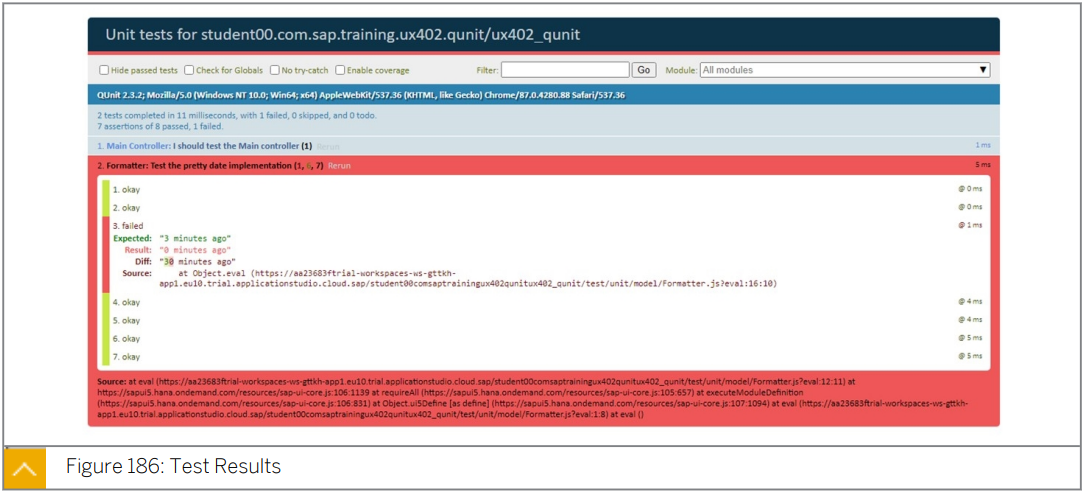 Unit tests for student00.com.sap.training.ux402.qunit/ux402_qunit
Hide passed tests Check for Globals No try-catch Enable coverage Filter: Go Module: All modules
QUnit 2.3.2; Mozilla/5.0 (Windows NT 10.0; Win64; x64) AppleWebKit/537.36 (KHTML, like Gecko) Chrome/87.0.4280.88 Safari/537.36
2 tests completed in 11 milliseconds, with 1 failed, 0 skipped, and 0 todo.
7 assertions of 8 passed, 1 failed.
1. Main Controller: I should test the Main controller (1) Rerun 1 ms
2. Formatter: Test the pretty date implementation (1, 6, 7) Rerun 5 ms
1. okay @ 0 ms
2. okay @ 0 ms
3. failed @ 1 ms
Expected: "3 minutes ago"
Result: "0 minutes ago"
Diff: "30 minutes ago"
Source: at Object.eval (https://aa23683ftrial-workspaces-ws-gttkh-
app1.eu10.trial.applicationstudio.cloud.sap/student00comsaptrainingux402qunitux402_qunit/test/unit/model/Formatter.js?eval:16:10)
4. okay @ 4 ms
5. okay @ 4 ms
6. okay @ 5 ms
7. okay @ 5 ms
Source: at eval (https://aa23683ftrial-workspaces-ws-gttkh-app1.eu10.trial.applicationstudio.cloud.sap/student00comsaptrainingux402qunitux402_qunit/test/unit/model/Formatter.js?eval:12:11) at
https://sapui5.hana.ondemand.com/resources/sap-ui-core.js:106:1139 at requireAll (https://sapui5.hana.ondemand.com/resources/sap-ui-core.js:105:657) at executeModuleDefinition
(https://sapui5.hana.ondemand.com/resources/sap-ui-core.js:106:831) at Object.ui5Define [as define] (https://sapui5.hana.ondemand.com/resources/sap-ui-core.js:107:1094) at eval (https://aa23683ftrial-workspaces-ws-gttkh-
app1.eu10.trial.applicationstudio.cloud.sap/student00comsaptrainingux402qunitux402_qunit/test/unit/model/Formatter.js?eval:1:8) at eval ()
Figure 186: Test Results